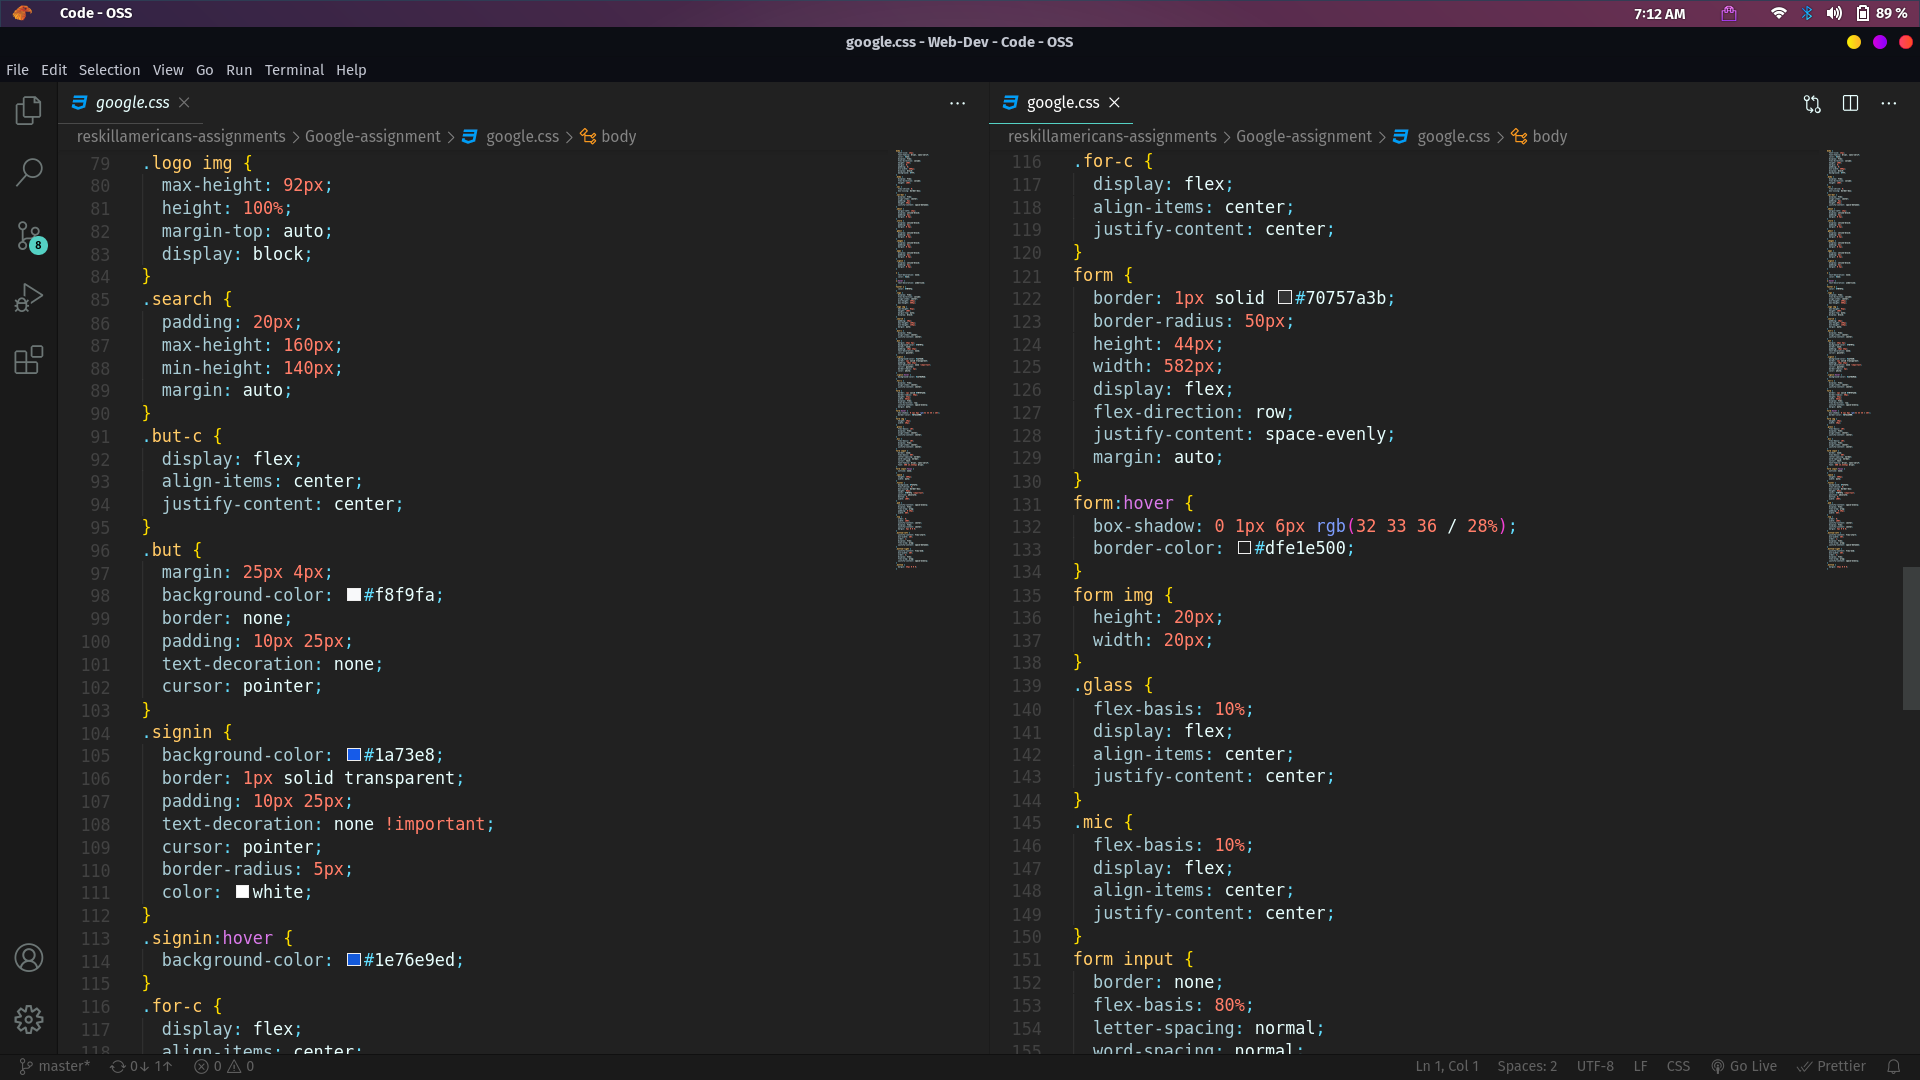 Code - OSS
7:12 AM
89 %
google.css - Web-Dev - Code - OSS
File Edit Selection View Go Run Terminal Help
google.css
reskillamericans-assignments > Google-assignment > google.css > body
79 .logo img {
80 max-height: 92px;
81 height: 100%;
82 margin-top: auto;
83 display: block;
84 }
85 .search {
86 padding: 20px;
87 max-height: 160px;
88 min-height: 140px;
89 margin: auto;
90 }
91 .but-c {
92 display: flex;
93 align-items: center;
94 justify-content: center;
95 }
96 .but {
97 margin: 25px 4px;
98 background-color: #f8f9fa;
99 border: none;
100 padding: 10px 25px;
101 text-decoration: none;
102 cursor: pointer;
103 }
104 .signin {
105 background-color: #1a73e8;
106 border: 1px solid transparent;
107 padding: 10px 25px;
108 text-decoration: none !important;
109 cursor: pointer;
110 border-radius: 5px;
111 color: white;
112 }
113 .signin:hover {
114 background-color: #1e76e9ed;
115 }
116 .for-c {
117 display: flex;
118 align-items: center;
google.css
reskillamericans-assignments > Google-assignment > google.css > body
116 .for-c {
117 display: flex;
118 align-items: center;
119 justify-content: center;
120 }
121 form {
122 border: 1px solid #70757a3b;
123 border-radius: 50px;
124 height: 44px;
125 width: 582px;
126 display: flex;
127 flex-direction: row;
128 justify-content: space-evenly;
129 margin: auto;
130 }
131 form:hover {
132 box-shadow: 0 1px 6px rgb(32 33 36 / 28%);
133 border-color: #dfe1e500;
134 }
135 form img {
136 height: 20px;
137 width: 20px;
138 }
139 .glass {
140 flex-basis: 10%;
141 display: flex;
142 align-items: center;
143 justify-content: center;
144 }
145 .mic {
146 flex-basis: 10%;
147 display: flex;
148 align-items: center;
149 justify-content: center;
150 }
151 form input {
152 border: none;
153 flex-basis: 80%;
154 letter-spacing: normal;
155 word-spacing: normal;
8
master* 0↓ 1↑ 0 0
Ln 1, Col 1 Spaces: 2 UTF-8 LF CSS Go Live Prettier